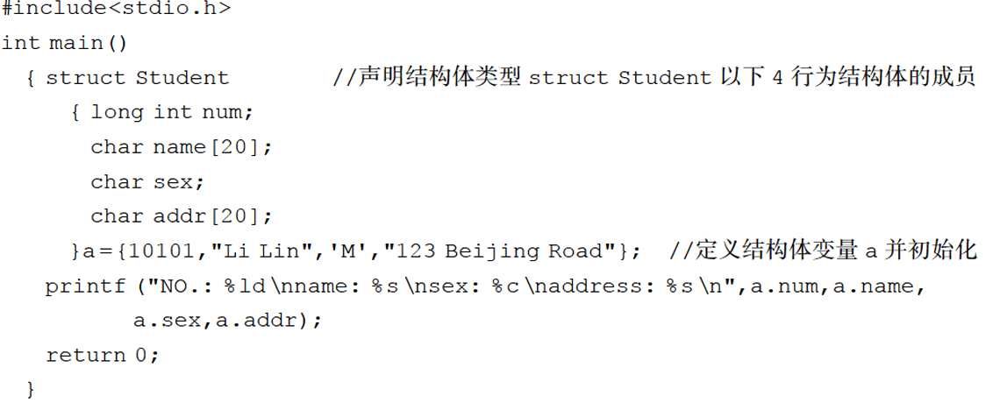 #include<stdio.h>
int main()
{ struct Student //声明结构体类型 struct Student 以下 4 行为结构体的成员
{ long int num;
char name[20];
char sex;
char addr[20];
}a={10101,"Li Lin",'M',"123 Beijing Road"}; //定义结构体变量 a 并初始化
printf ("NO.: %ld\nname: %s\nsex: %c\naddress: %s\n",a.num,a.name,
a.sex,a.addr);
return 0;
}